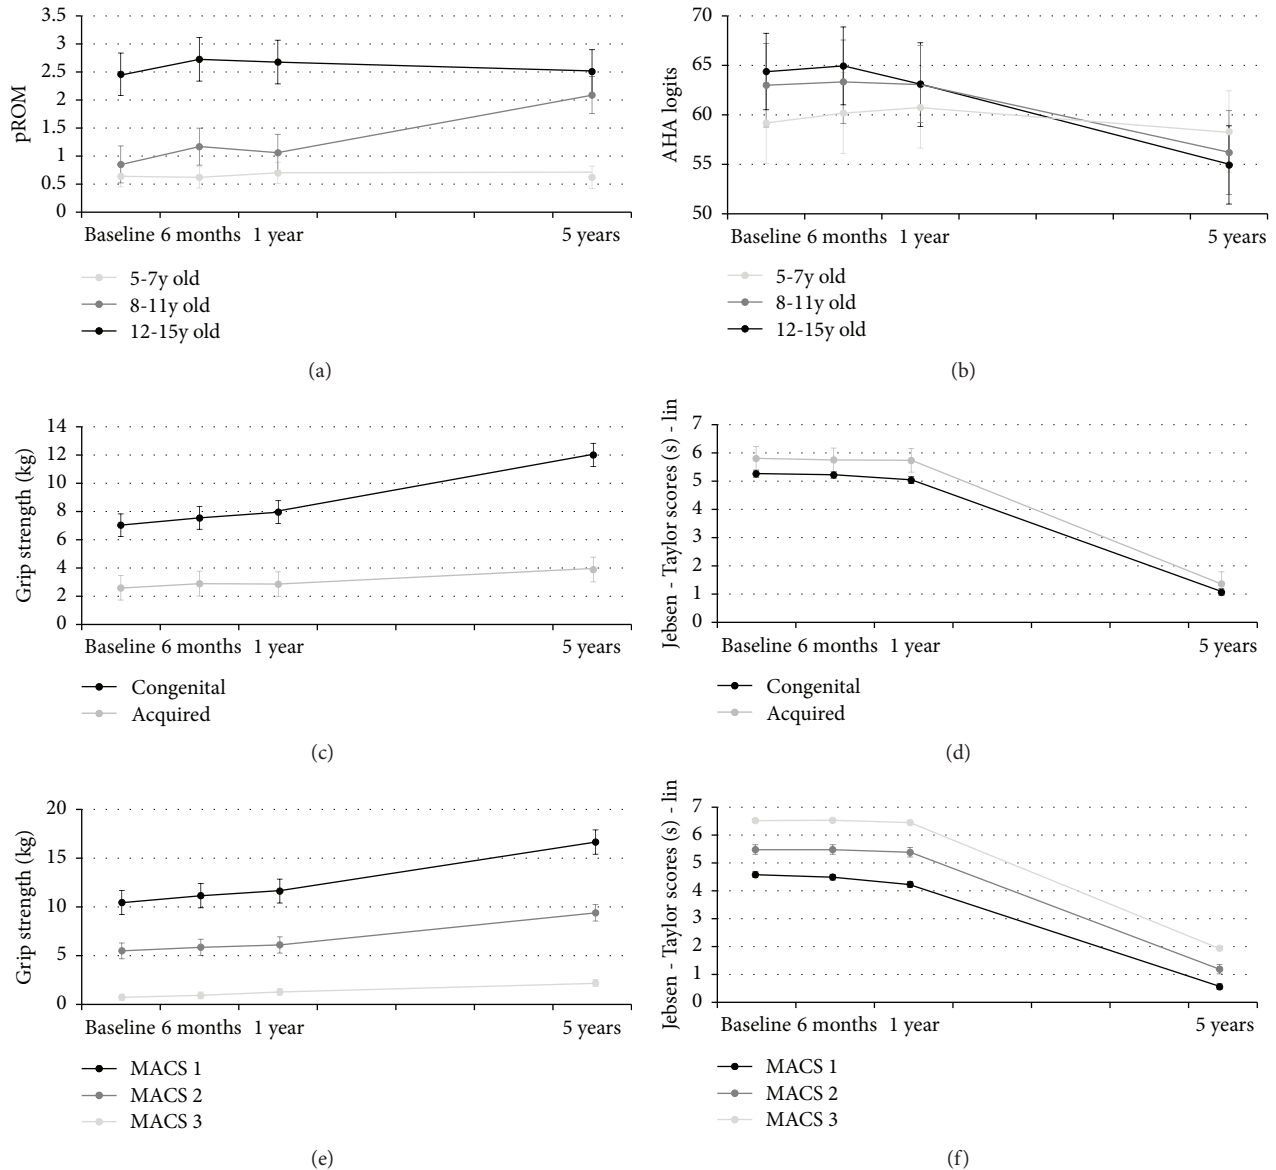 pROM
3.5
3
2.5
2
1.5
1
0.5
0
Baseline 6 months 1 year 5 years
5-7y old
8-11y old
12-15y old
(a)
AHA logits
70
65
60
55
50
Baseline 6 months 1 year 5 years
5-7y old
8-11y old
12-15y old
(b)
Grip strength (kg)
14
12
10
8
6
4
2
0
Baseline 6 months 1 year 5 years
Congenital
Acquired
(c)
Jebsen - Taylor scores (s) - lin
7
6
5
4
3
2
1
0
Baseline 6 months 1 year 5 years
Congenital
Acquired
(d)
Grip strength (kg)
20
15
10
5
0
Baseline 6 months 1 year 5 years
MACS 1
MACS 2
MACS 3
(e)
Jebsen - Taylor scores (s) - lin
7
6
5
4
3
2
1
0
Baseline 6 months 1 year 5 years
MACS 1
MACS 2
MACS 3
(f)